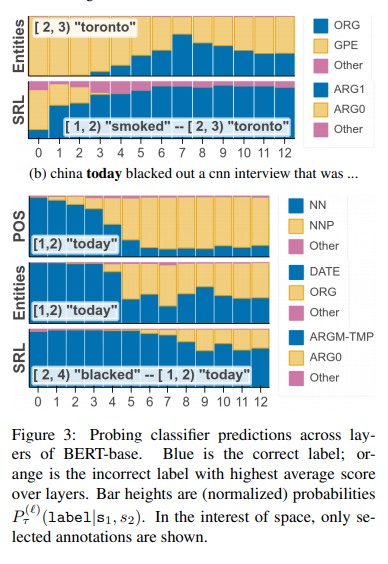 Entities
[ 2, 3) "toronto"
ORG
GPE
Other
SRL
[ 1, 2) "smoked" -- [ 2, 3) "toronto"
ARG1
ARG0
Other
0 1 2 3 4 5 6 7 8 9 10 11 12
(b) china today blacked out a cnn interview that was ...
POS
[1,2) "today"
NN
NNP
Other
Entities
[1,2) "today"
DATE
ORG
Other
SRL
[ 2, 4) "blacked" -- [ 1, 2) "today"
ARGM-TMP
ARG0
Other
0 1 2 3 4 5 6 7 8 9 10 11 12
Figure 3: Probing classifier predictions across lay-
ers of BERT-base. Blue is the correct label; or-
ange is the incorrect label with highest average score
over layers. Bar heights are (normalized) probabilities
P_τ^(ℓ)(label|s₁, s₂). In the interest of space, only se-
lected annotations are shown.